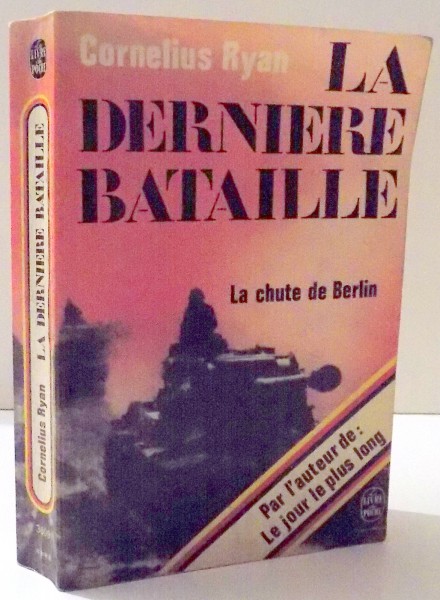 Cornelius Ryan
LA
DERNIERE
BATAILLE
La chute de Berlin
Par l'auteur de:
Le jour le plus long
LE LIVRE DE POCHE
LE LIVRE DE POCHE
Cornelius Ryan LA DERNIERE BATAILLE